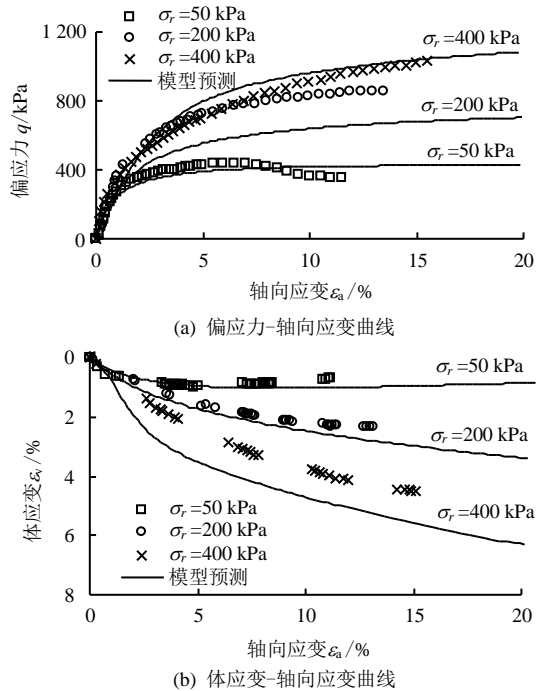 1 200
800
400
0
偏应力 q/kPa
σr=50 kPa
σr=200 kPa
σr=400 kPa
模型预测
σr=400 kPa
σr=200 kPa
σr=50 kPa
0 5 10 15 20
轴向应变εa/%
(a) 偏应力–轴向应变曲线
0
2
4
6
8
体应变εv/%
σr=50 kPa
σr=200 kPa
σr=400 kPa
σr=50 kPa
σr=200 kPa
σr=400 kPa
模型预测
0 5 10 15 20
轴向应变εa/%
(b) 体应变–轴向应变曲线